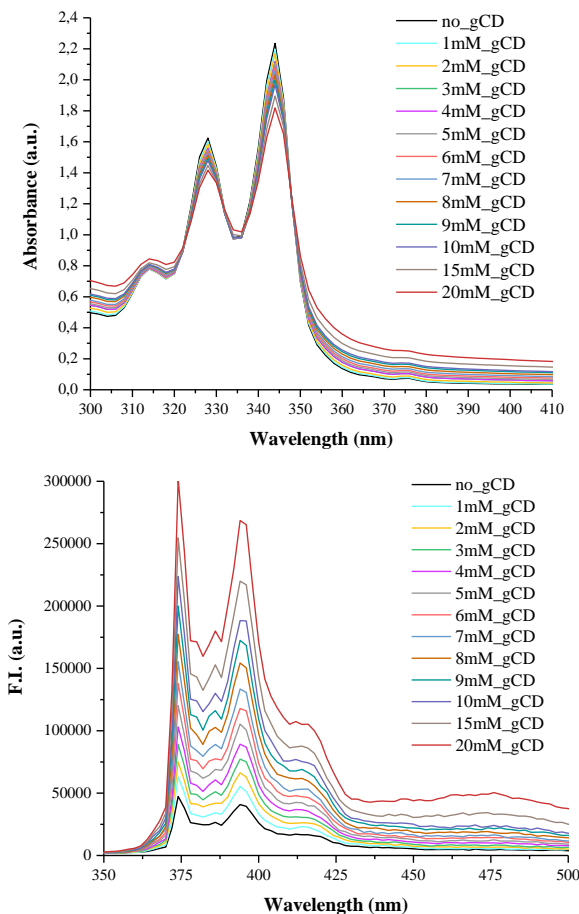 2,4
2,2
2,0
1,8
1,6
1,4
1,2
1,0
0,8
0,6
0,4
0,2
0,0
Absorbance (a.u.)
300 310 320 330 340 350 360 370 380 390 400 410
Wavelength (nm)
no_gCD
1mM_gCD
2mM_gCD
3mM_gCD
4mM_gCD
5mM_gCD
6mM_gCD
7mM_gCD
8mM_gCD
9mM_gCD
10mM_gCD
15mM_gCD
20mM_gCD
300000
250000
200000
150000
100000
50000
0
F.I. (a.u.)
350 375 400 425 450 475 500
Wavelength (nm)
no_gCD
1mM_gCD
2mM_gCD
3mM_gCD
4mM_gCD
5mM_gCD
6mM_gCD
7mM_gCD
8mM_gCD
9mM_gCD
10mM_gCD
15mM_gCD
20mM_gCD